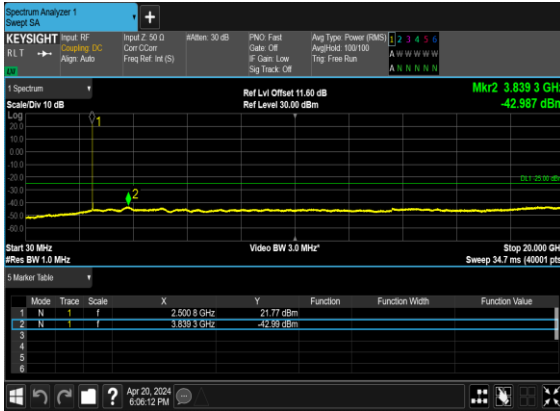 Spectrum Analyzer 1
Swept SA
+
KEYSIGHT Input: RF Input Z: 50 Ω #Atten: 30 dB PNO: Fast Avg Type: Power (RMS) 1 2 3 4 5 6
RLT Coupling: DC Corr CCorr Gate: Off Avg|Hold: 100/100 A W W W W W
Align: Auto Freq Ref: Int (S) IF Gain: Low Trig: Free Run
Sig Track: Off A N N N N N
1 Spectrum
Ref Lvl Offset 11.60 dB Mkr2 3.839 3 GHz
Scale/Div 10 dB Ref Level 30.00 dBm -42.987 dBm
Log
20.0
10.0
0.00
-10.0
-20.0
-30.0
-40.0
-50.0
-60.0
1
2
DL1 -25.00 dBm
Start 30 MHz Video BW 3.0 MHz* Stop 20.000 GHz
#Res BW 1.0 MHz Sweep 34.7 ms (40001 pts)
5 Marker Table
Mode Trace Scale X Y Function Function Width Function Value
1 N 1 f 2.500 8 GHz 21.77 dBm
2 N 1 f 3.839 3 GHz -42.99 dBm
3
4
5
6
? Apr 20, 2024
6:06:12 PM